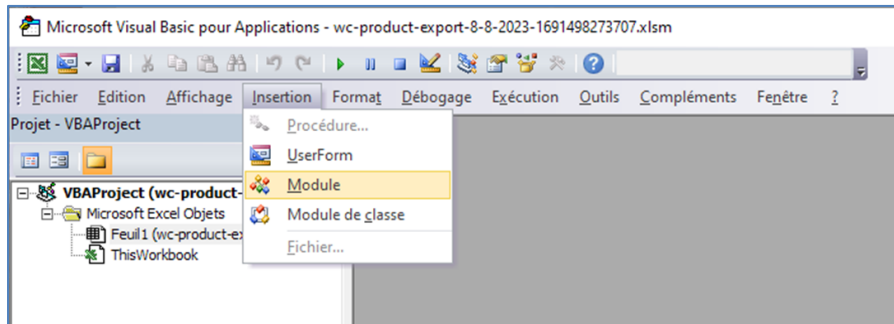 Microsoft Visual Basic pour Applications - wc-product-export-8-8-2023-1691498273707.xlsm
Fichier Edition Affichage Insertion Format Débogage Exécution Outils Compléments Fenêtre ?
Projet - VBAProject
Procédure...
UserForm
Module
Module de classe
Fichier...
VBAProject (wc-product-
Microsoft Excel Objets
Feuil1 (wc-product-ex
ThisWorkbook